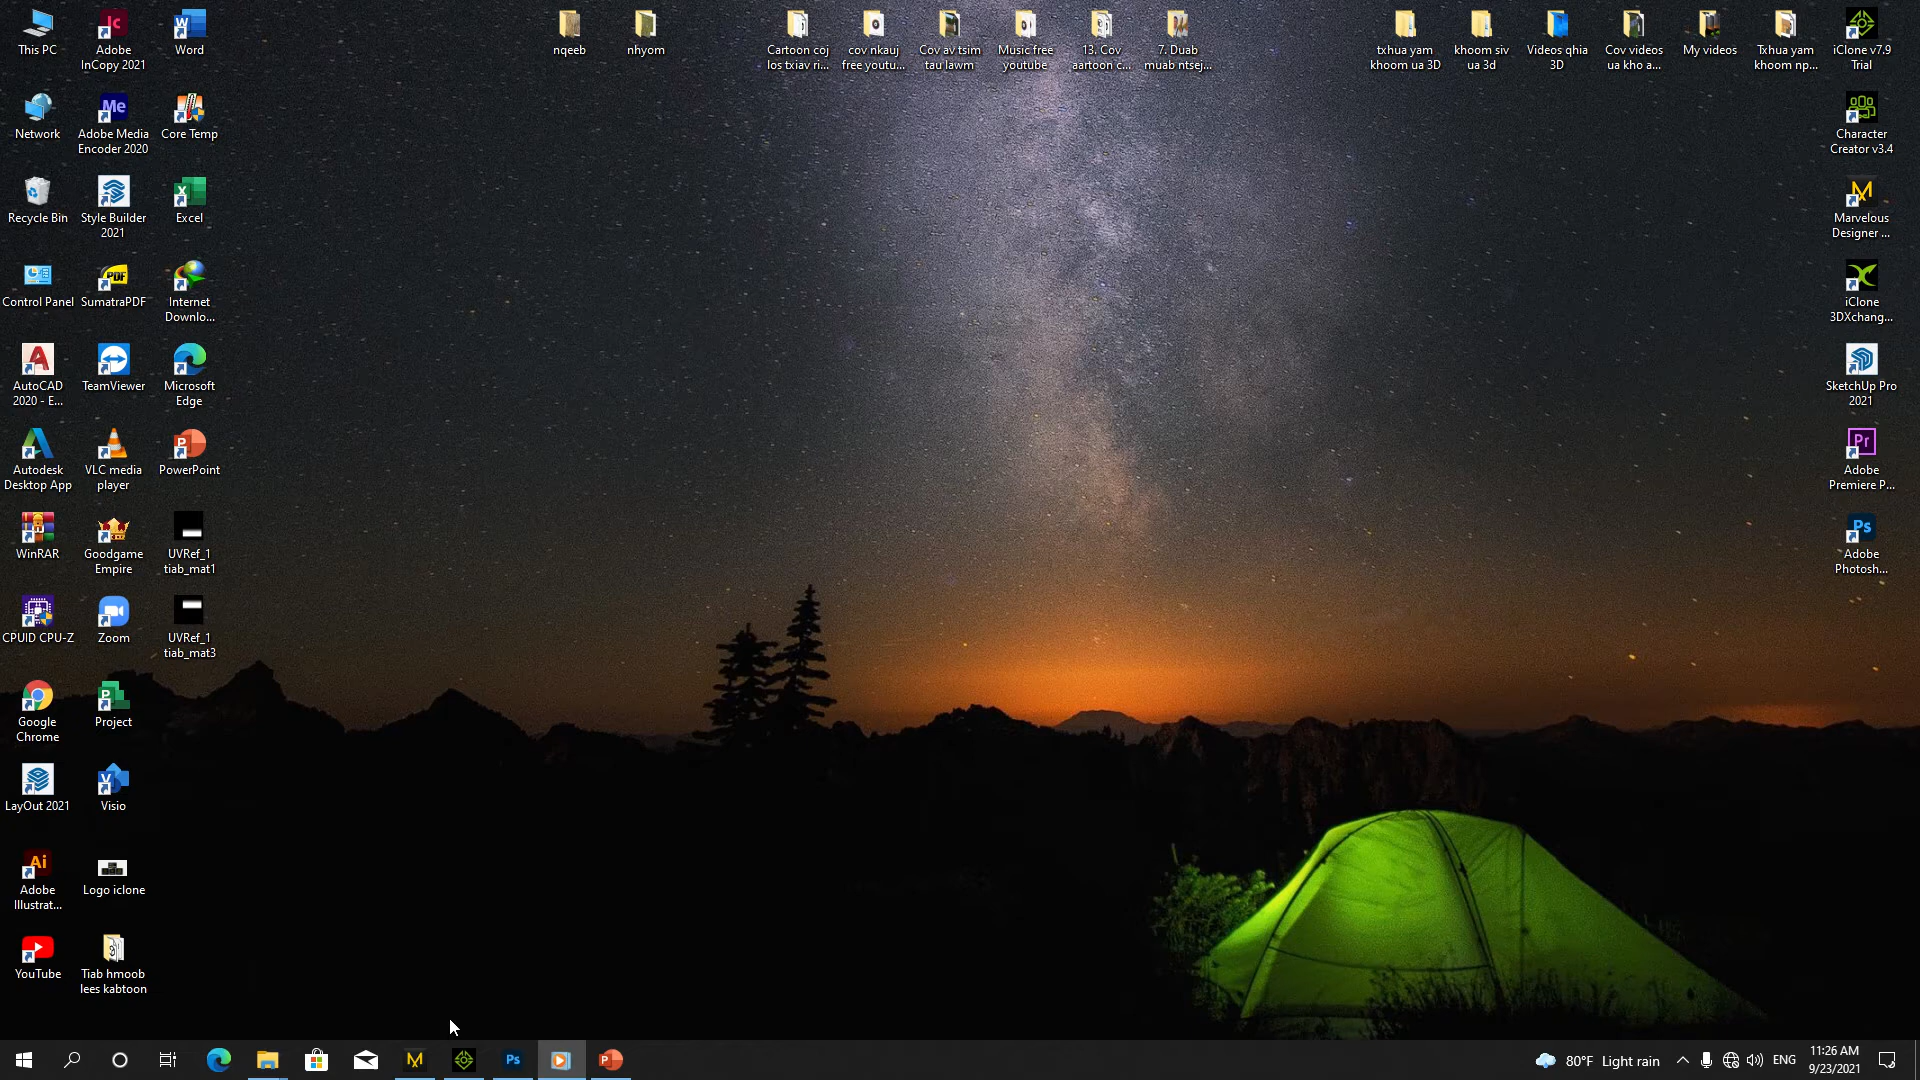 This PC
Adobe
InCopy 2021
Word
nqeeb
nhyom
Cartoon coj
los txiav ri...
cov nkauj
free youtu...
Cov av tsim
tau lawm
Music free
youtube
13. Cov
aartoon c...
7. Duab
muab ntsej...
txhua yam
khoom ua 3D
khoom siv
ua 3d
Videos qhia
3D
Cov videos
ua kho a...
My videos
Txhua yam
khoom np...
iClone v7.9
Trial
Network
Adobe Media
Encoder 2020
Core Temp
Character
Creator v3.4
Recycle Bin
Style Builder
2021
Excel
Marvelous
Designer ...
Control Panel
SumatraPDF
Internet
Downlo...
iClone
3DXchang...
AutoCAD
2020 - E...
TeamViewer
Microsoft
Edge
SketchUp Pro
2021
Autodesk
Desktop App
VLC media
player
PowerPoint
Adobe
Premiere P...
WinRAR
Goodgame
Empire
UVRef_1
tiab_mat1
Adobe
Photosh...
CPUID CPU-Z
Zoom
UVRef_1
tiab_mat3
Google
Chrome
Project
LayOut 2021
Visio
Adobe
Illustrat...
Logo iclone
YouTube
Tiab hmoob
lees kabtoon
80°F Light rain
ENG
11:26 AM
9/23/2021